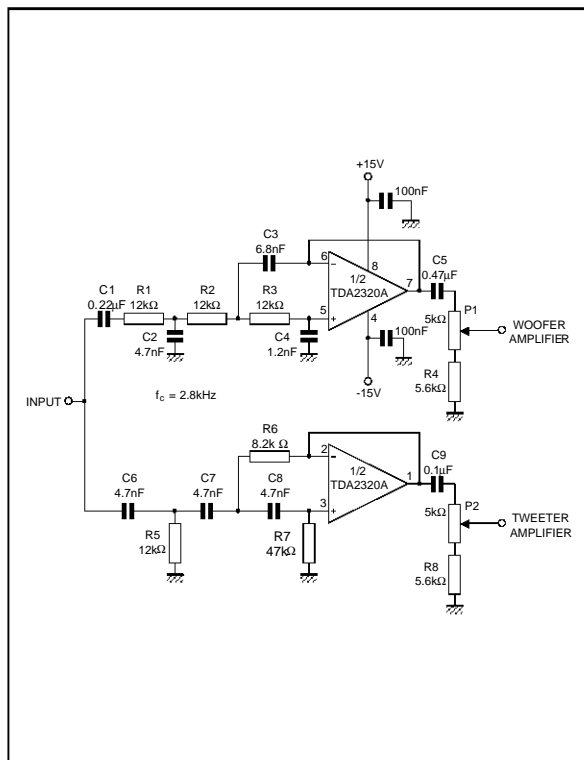 +15V
100nF
C3
6.8nF
6
8
7
1/2
TDA2320A
C5
0.47μF
C1
0.22μF
R1
12kΩ
R2
12kΩ
R3
12kΩ
5
4
P1
5kΩ
WOOFER
AMPLIFIER
C2
4.7nF
C4
1.2nF
100nF
R4
5.6kΩ
-15V
fc = 2.8kHz
INPUT
R6
8.2k Ω
2
1
1/2
TDA2320A
C9
0.1μF
C6
4.7nF
C7
4.7nF
C8
4.7nF
3
P2
5kΩ
TWEETER
AMPLIFIER
R5
12kΩ
R7
47kΩ
R8
5.6kΩ